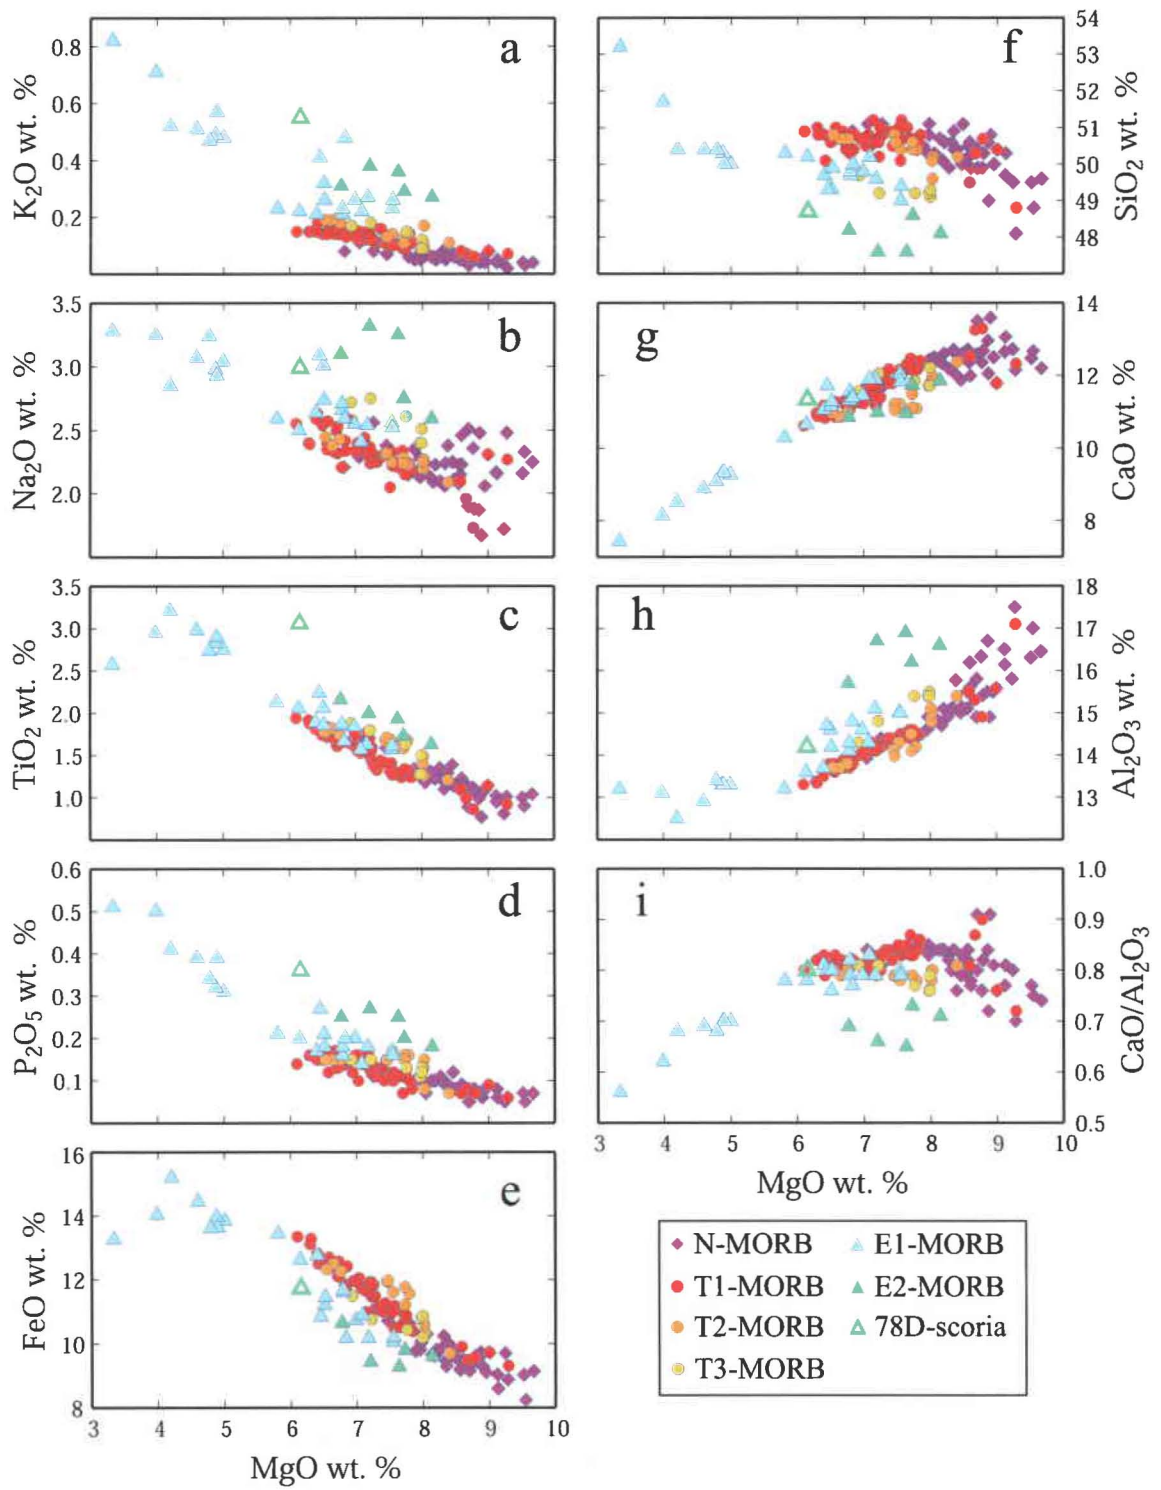 a
K2O wt. %
0.8
0.6
0.4
0.2
b
Na2O wt. %
3.5
3.0
2.5
2.0
c
TiO2 wt. %
3.5
3.0
2.5
2.0
1.5
1.0
d
P2O5 wt. %
0.6
0.5
0.4
0.3
0.2
0.1
e
FeO wt. %
16
14
12
10
8
3 4 5 6 7 8 9 10
MgO wt. %
f
SiO2 wt. %
54
53
52
51
50
49
48
g
CaO wt. %
14
12
10
8
h
Al2O3 wt. %
18
17
16
15
14
13
i
CaO/Al2O3
1.0
0.9
0.8
0.7
0.6
0.5
3 4 5 6 7 8 9 10
MgO wt. %
N-MORB E1-MORB
T1-MORB E2-MORB
T2-MORB 78D-scoria
T3-MORB